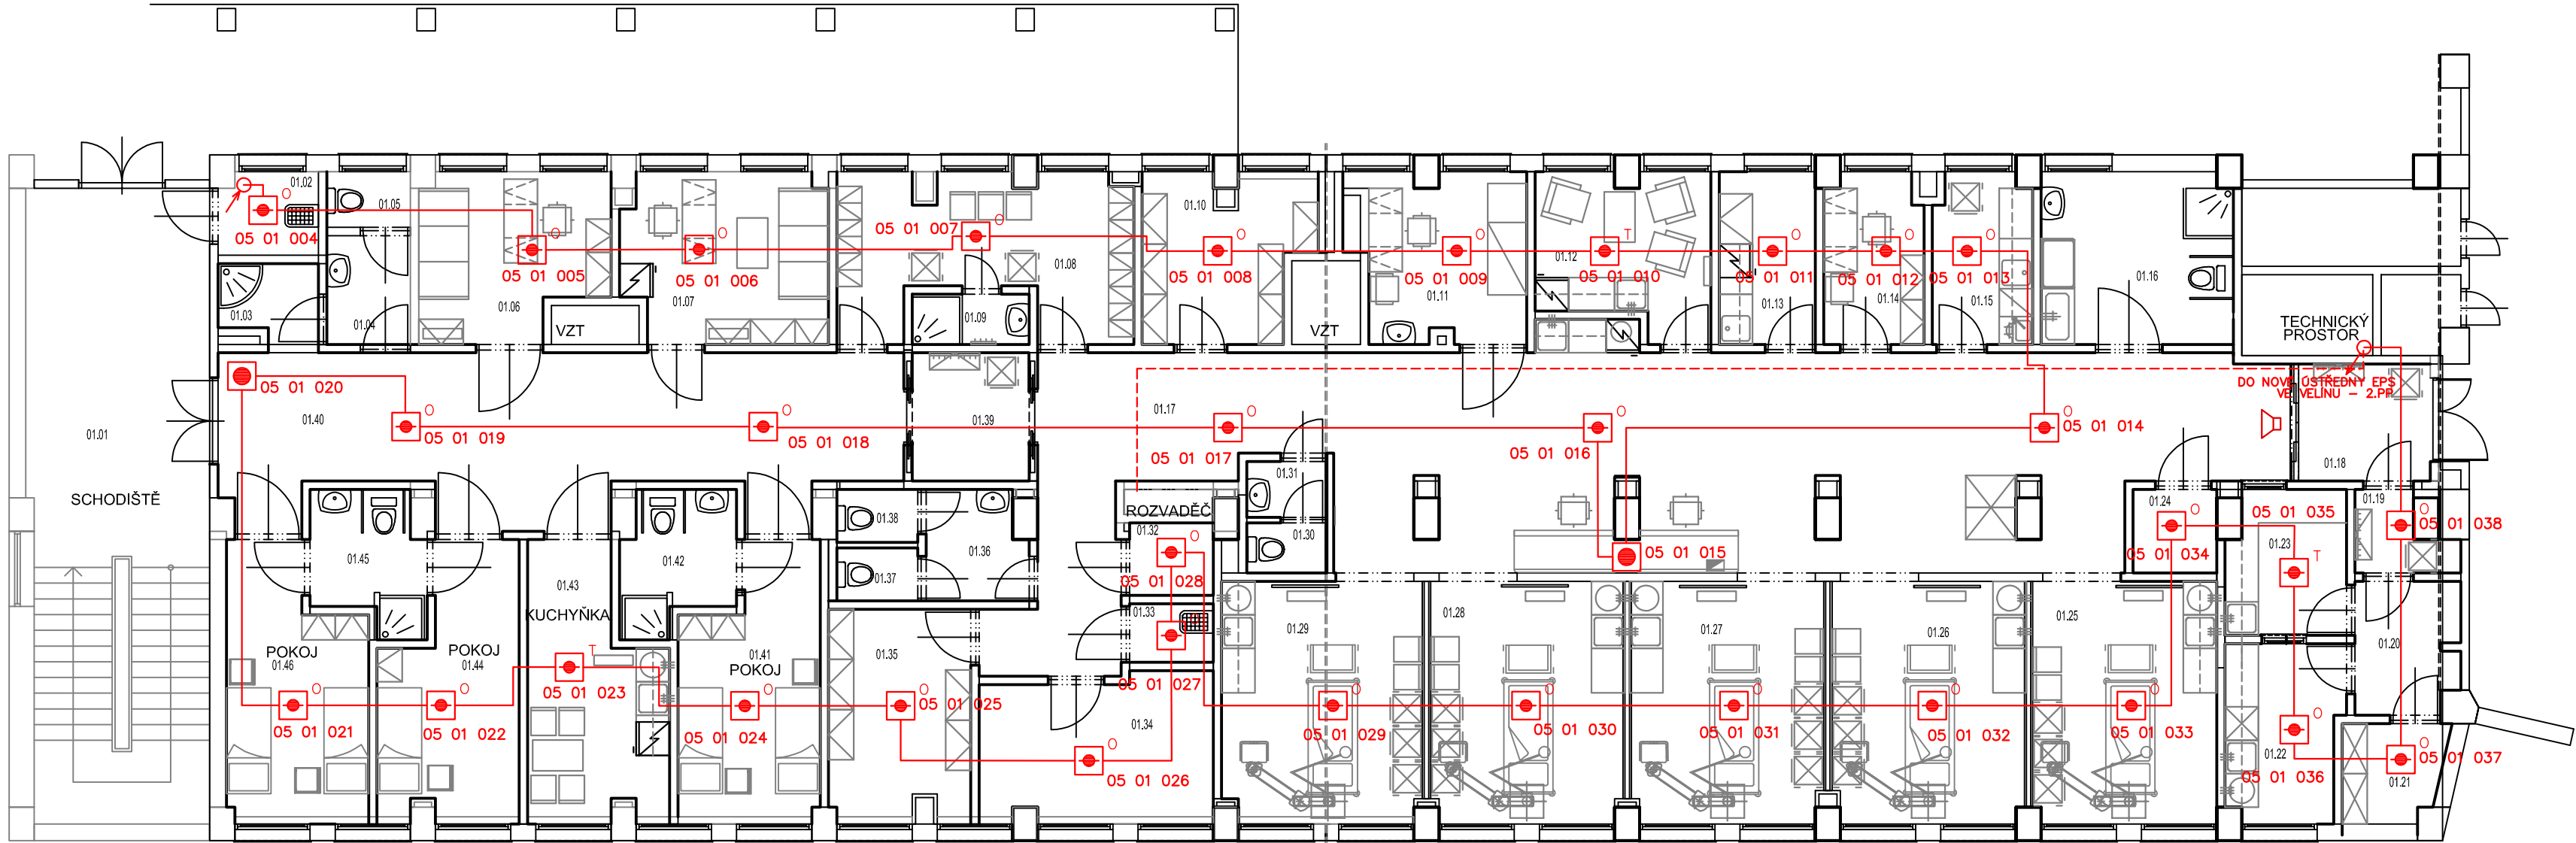 01.02
O
05 01 004
01.05
01.03
01.04
01.06
O
05 01 005
VZT
O
05 01 006
01.07
05 01 007
O
01.08
01.09
01.10
O
05 01 008
VZT
O
05 01 009
01.11
01.12
T
05 01 010
O
05 01 011
01.13
O
05 01 012
01.14
O
05 01 013
01.15
01.16
TECHNICKÝ
PROSTOR
DO NOVÉ ÚSTŘEDNY EPS
VE VELÍNU – 2.PP
01.01
SCHODIŠTĚ
05 01 020
01.40
O
05 01 019
O
05 01 018
01.39
01.17
O
05 01 017
O
05 01 016
O
05 01 014
01.18
01.31
01.30
05 01 015
01.24
O
05 01 034
05 01 035
01.23
T
01.19
O
05 01 038
01.45
01.42
01.43
KUCHYŇKA
01.38
01.37
01.36
ROZVADĚČ
01.32
O
05 01 028
01.33
05 01 027
POKOJ
01.46
O
05 01 021
POKOJ
01.44
O
05 01 022
T
05 01 023
01.41
POKOJ
O
05 01 024
01.35
O
05 01 025
01.34
O
05 01 026
01.29
O
05 01 029
01.28
O
05 01 030
01.27
O
05 01 031
01.26
O
05 01 032
01.25
O
05 01 033
01.20
01.22
O
05 01 036
O
05 01 037
01.21